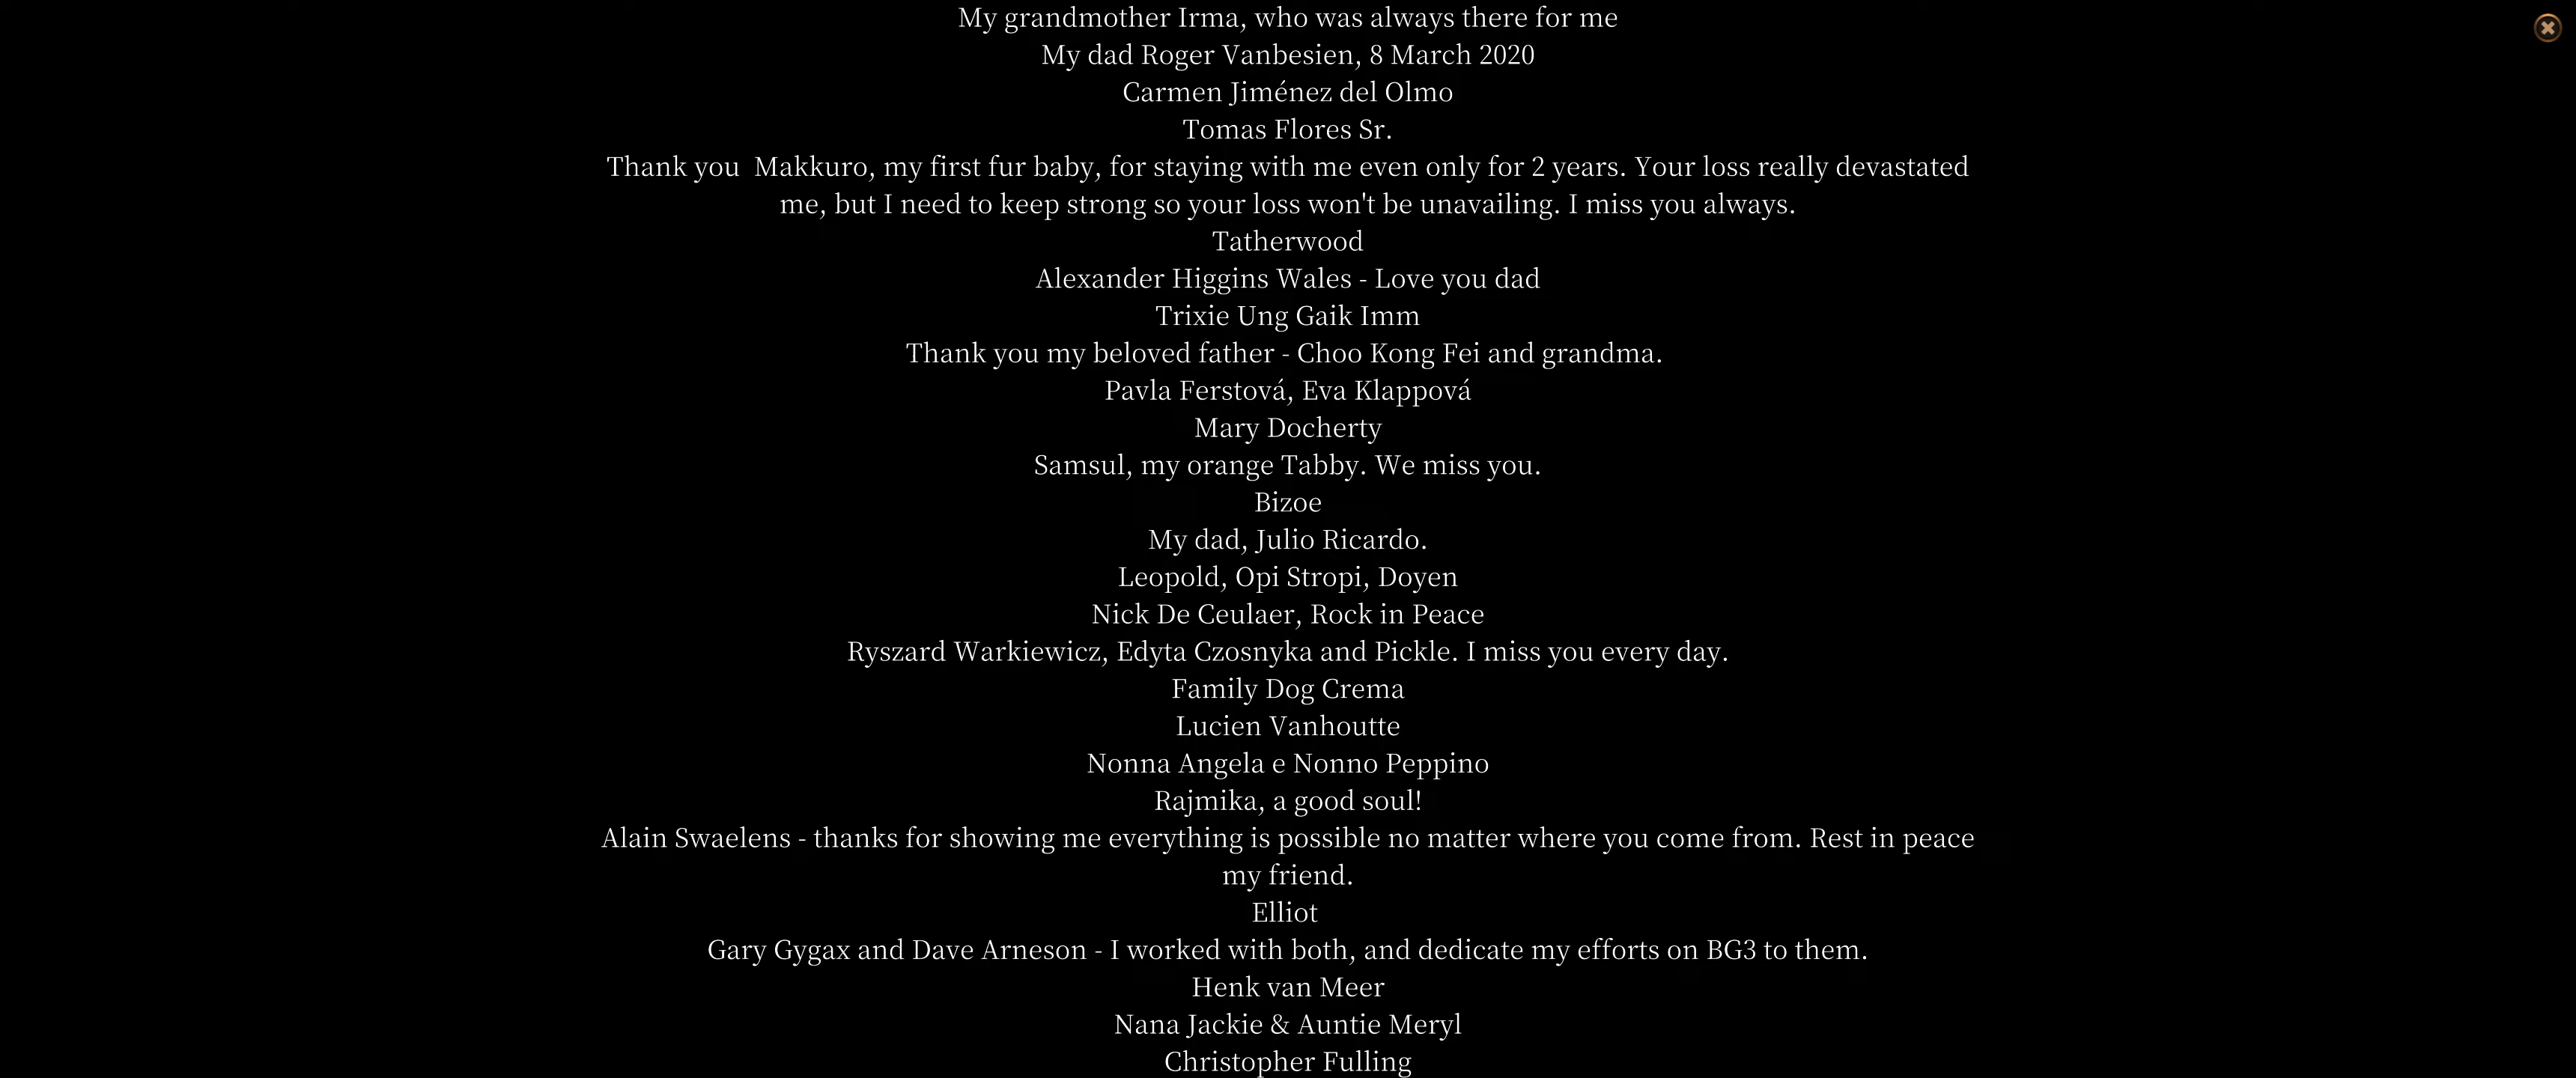 My grandmother Irma, who was always there for me
My dad Roger Vanbesien, 8 March 2020
Carmen Jiménez del Olmo
Tomas Flores Sr.
Thank you  Makkuro, my first fur baby, for staying with me even only for 2 years. Your loss really devastated
me, but I need to keep strong so your loss won't be unavailing. I miss you always.
Tatherwood
Alexander Higgins Wales - Love you dad
Trixie Ung Gaik Imm
Thank you my beloved father - Choo Kong Fei and grandma.
Pavla Ferstová, Eva Klappová
Mary Docherty
Samsul, my orange Tabby. We miss you.
Bizoe
My dad, Julio Ricardo.
Leopold, Opi Stropi, Doyen
Nick De Ceulaer, Rock in Peace
Ryszard Warkiewicz, Edyta Czosnyka and Pickle. I miss you every day.
Family Dog Crema
Lucien Vanhoutte
Nonna Angela e Nonno Peppino
Rajmika, a good soul!
Alain Swaelens - thanks for showing me everything is possible no matter where you come from. Rest in peace
my friend.
Elliot
Gary Gygax and Dave Arneson - I worked with both, and dedicate my efforts on BG3 to them.
Henk van Meer
Nana Jackie & Auntie Meryl
Christopher Fulling